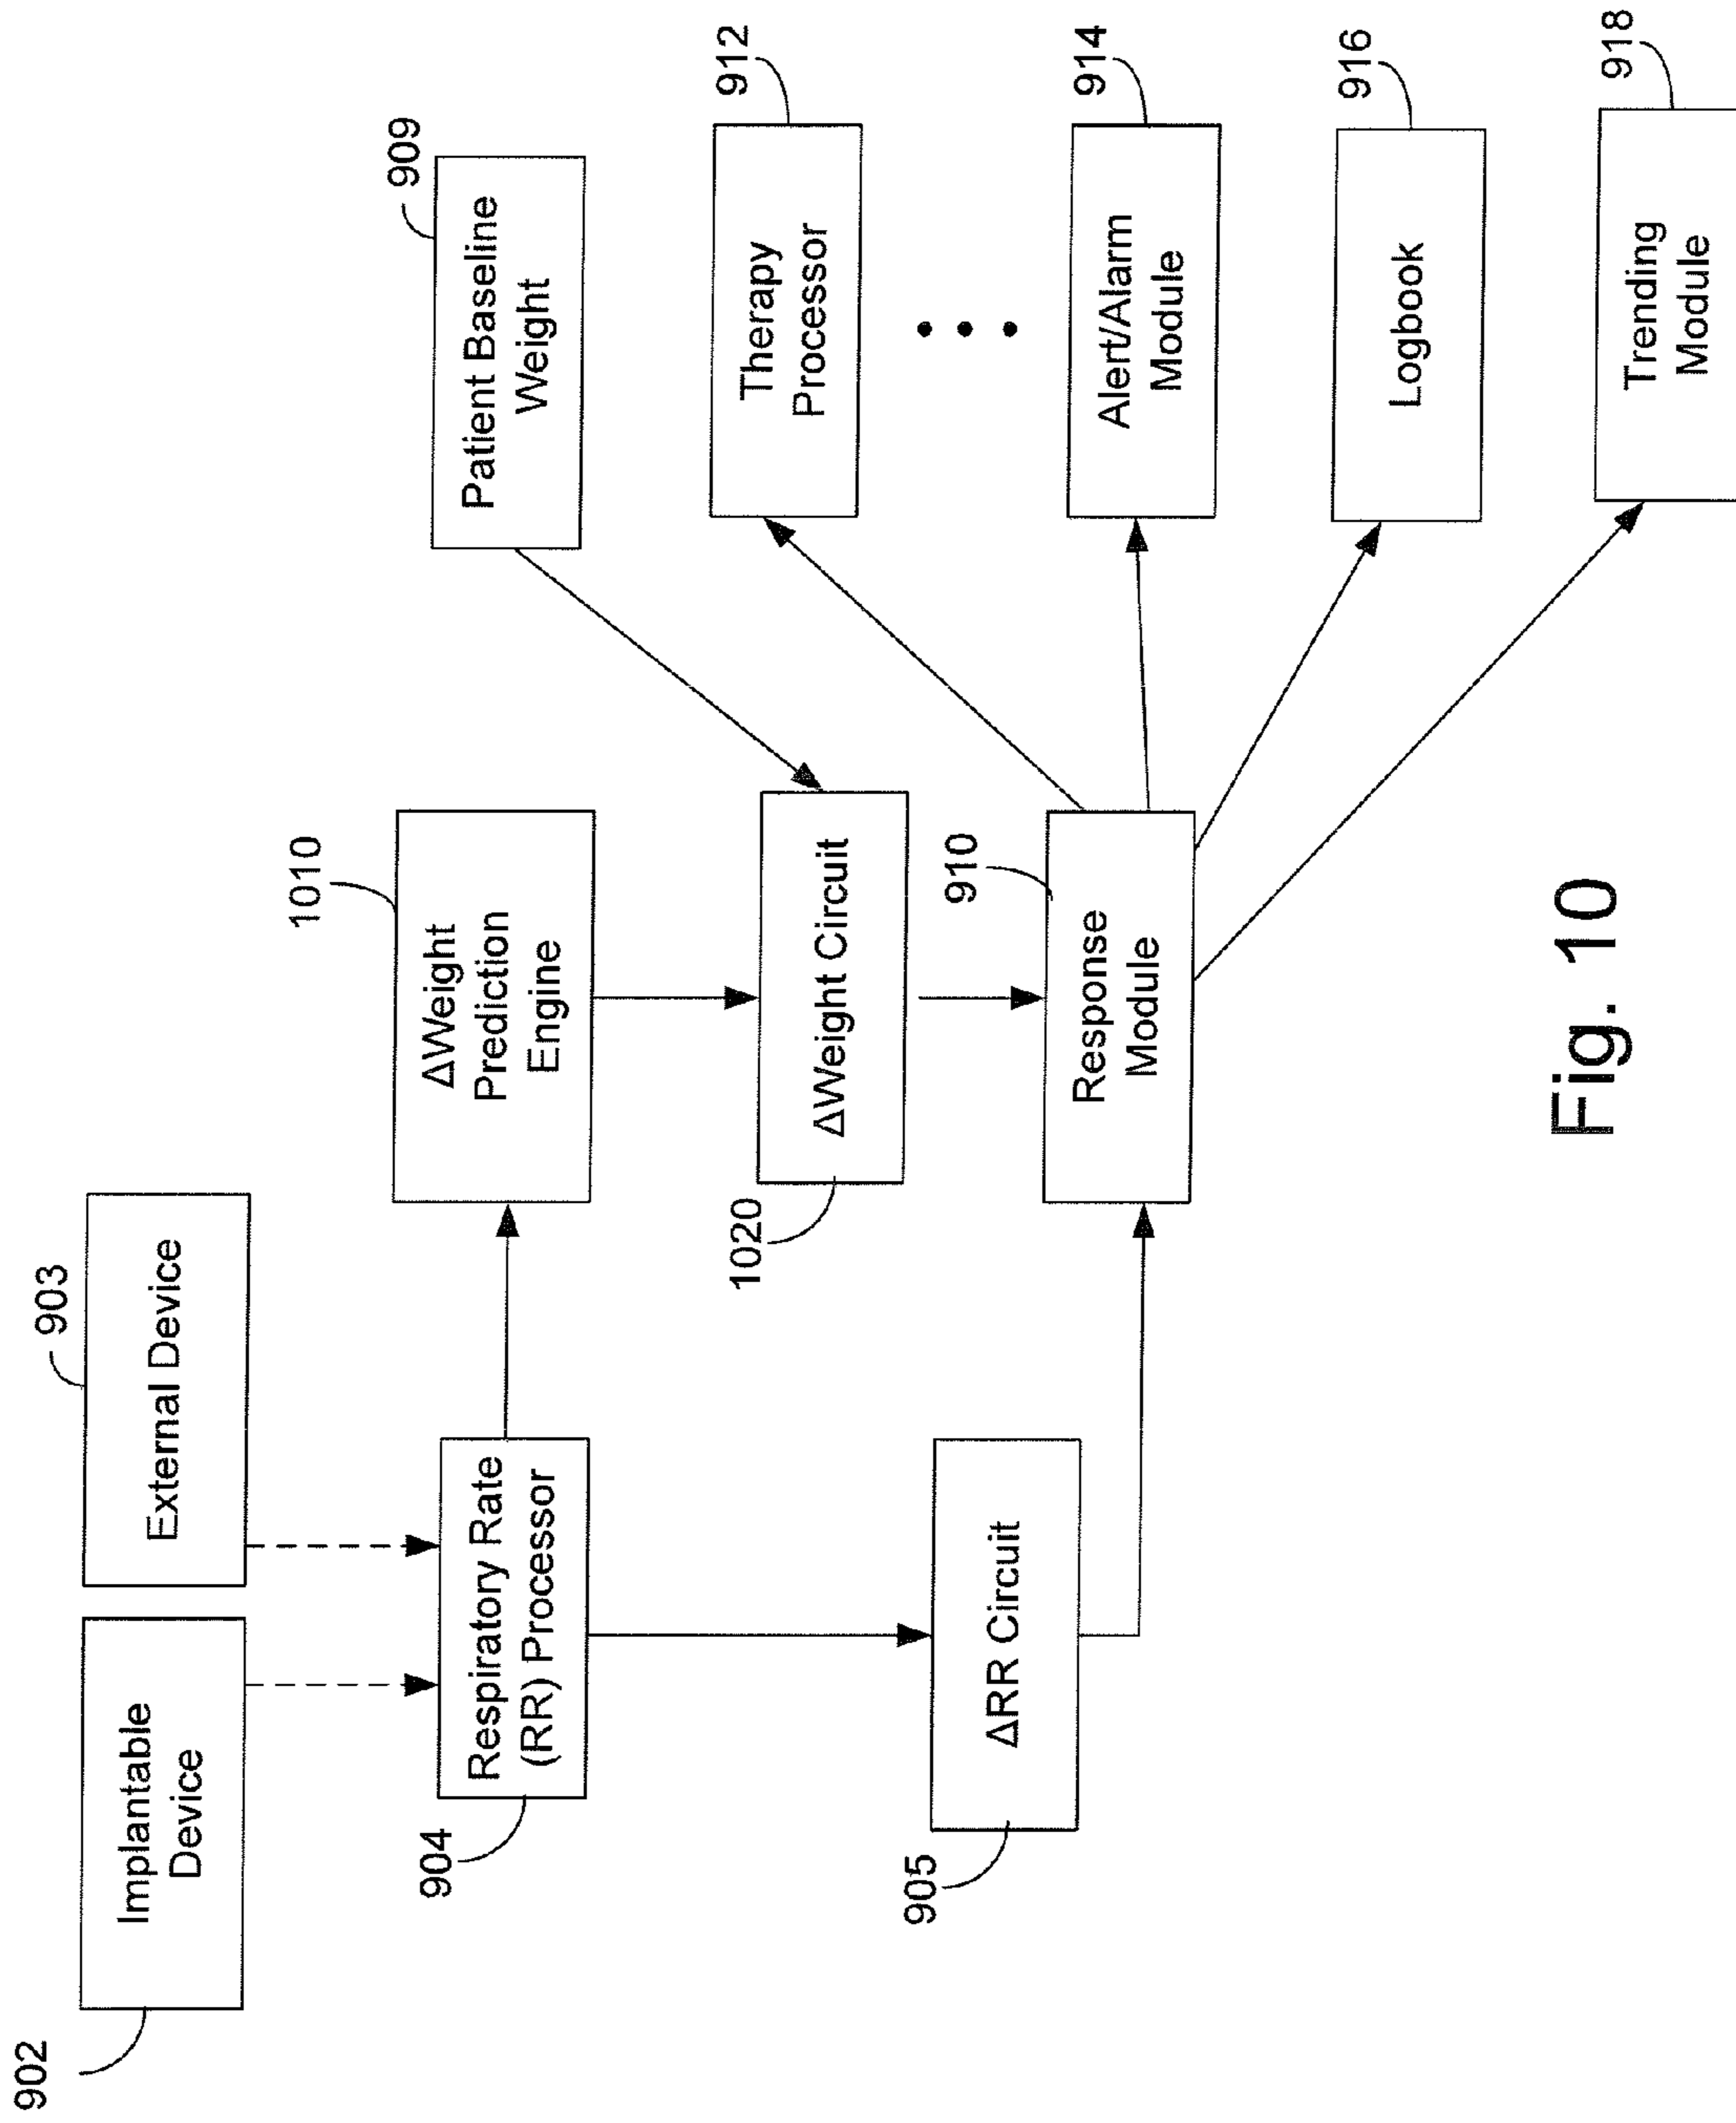 902
Implantable
Device
903
External Device
904
Respiratory Rate
(RR) Processor
905
ΔRR Circuit
1010
ΔWeight
Prediction
Engine
1020
ΔWeight Circuit
910
Response
Module
909
Patient Baseline
Weight
912
Therapy
Processor
914
Alert/Alarm
Module
916
Logbook
918
Trending
Module
Fig. 10